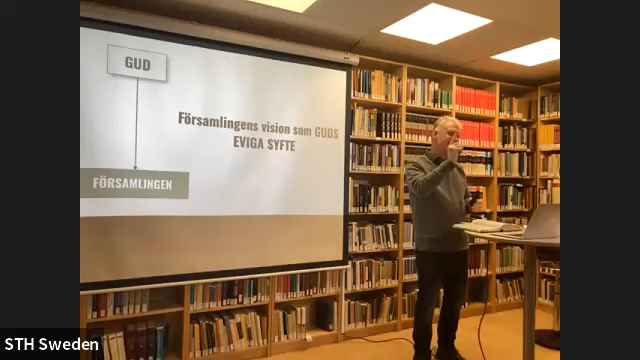 GUD
Församlingens vision som GUDS
EVIGA SYFTE
FÖRSAMLINGEN
STH Sweden